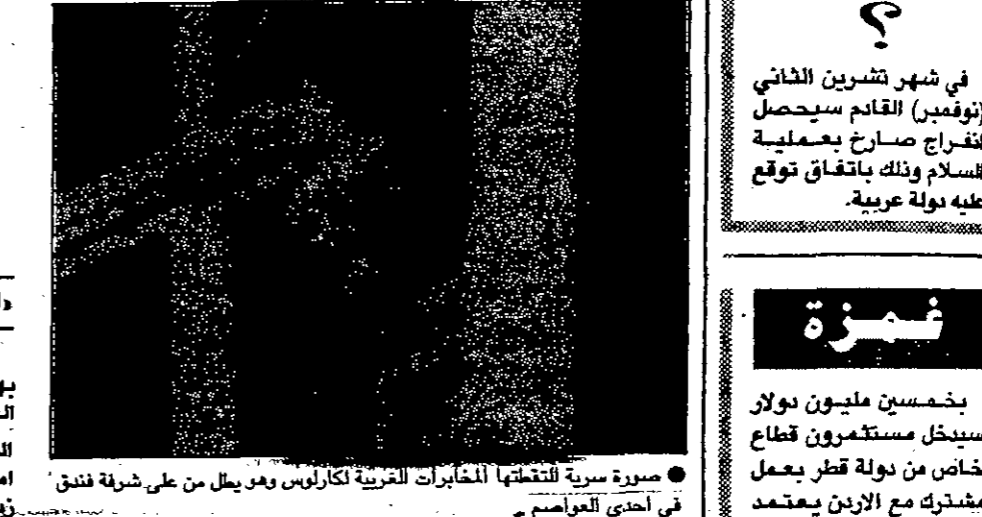 ؟
في شهر تشرين الثاني
(نوفمبر) القادم سيحصل
انفراج صارخ بعملية
السلام وذلك باتفاق توقع
عليه دولة عربية.
غمزة
بخمسين مليون دولار
سيدخل مستثمرون قطاع
خاص من دولة قطر بعمل
مشترك مع الاردن يعتمد
● صورة سرية التقطتها المخابرات الغربية لكارلوس وهو يطل من على شرفة فندق
في احدى العواصم